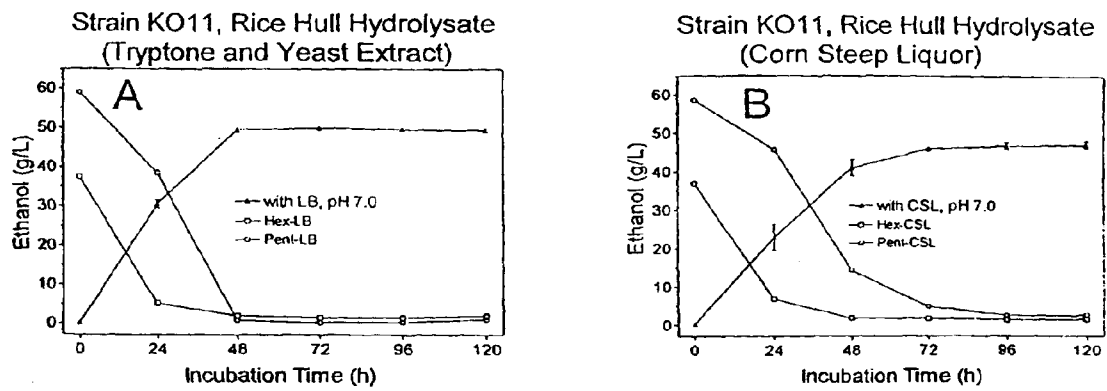 Strain KO11, Rice Hull Hydrolysate
(Tryptone and Yeast Extract)
A
Ethanol (g/L)
60
50
40
30
20
10
0
with LB, pH 7.0
Hex-LB
Pent-LB
0 24 48 72 96 120
Incubation Time (h)
Strain KO11, Rice Hull Hydrolysate
(Corn Steep Liquor)
B
Ethanol (g/L)
60
50
40
30
20
10
0
with CSL, pH 7.0
Hex-CSL
Pent-CSL
0 24 48 72 96 120
Incubation Time (h)